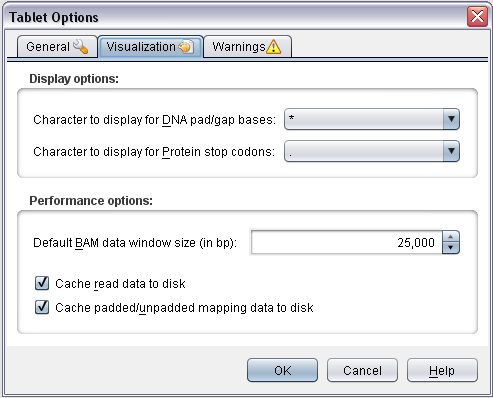 Tablet Options
General Visualization Warnings
Display options:
Character to display for DNA pad/gap bases: *
Character to display for Protein stop codons: .
Performance options:
Default BAM data window size (in bp): 25,000
Cache read data to disk
Cache padded/unpadded mapping data to disk
OK Cancel Help